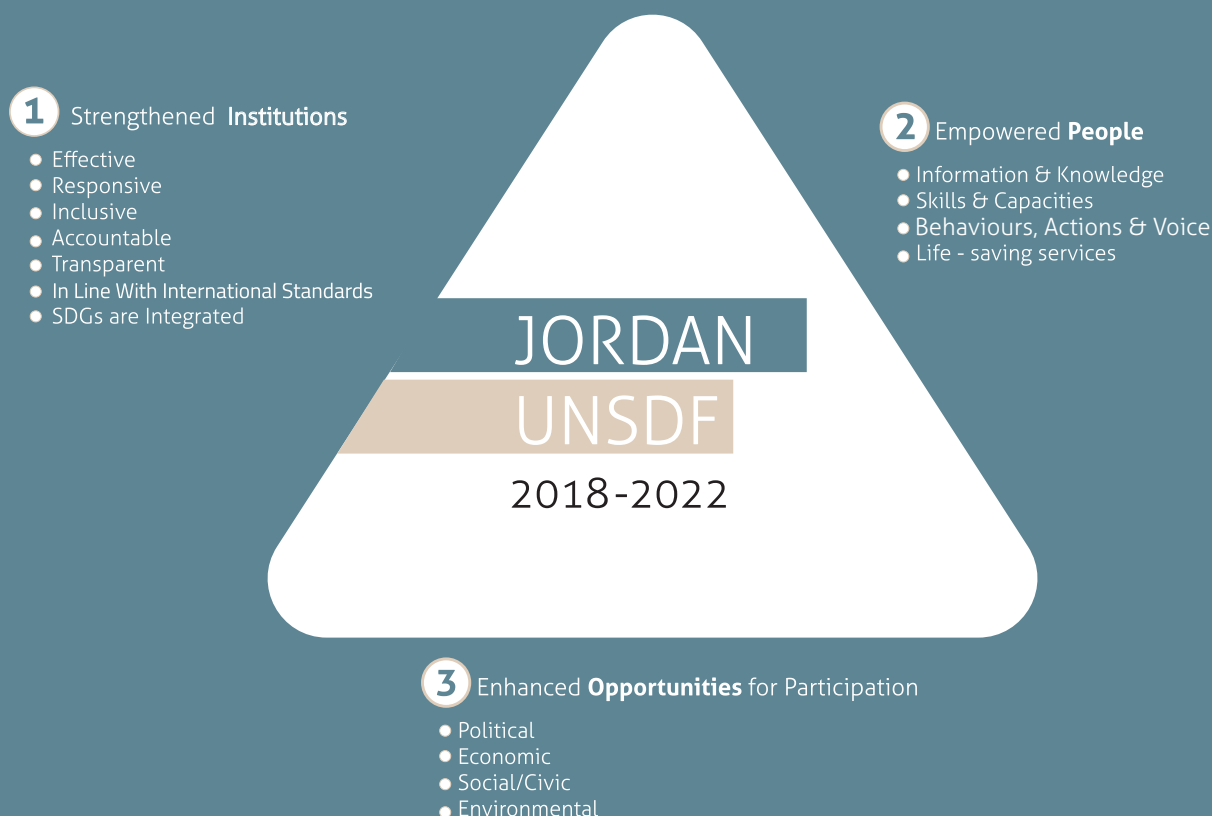 1 Strengthened Institutions
Effective
Responsive
Inclusive
Accountable
Transparent
In Line With International Standards
SDGs are Integrated
2 Empowered People
Information & Knowledge
Skills & Capacities
Behaviours, Actions & Voice
Life - saving services
JORDAN
UNSDF
2018-2022
3 Enhanced Opportunities for Participation
Political
Economic
Social/Civic
Environmental